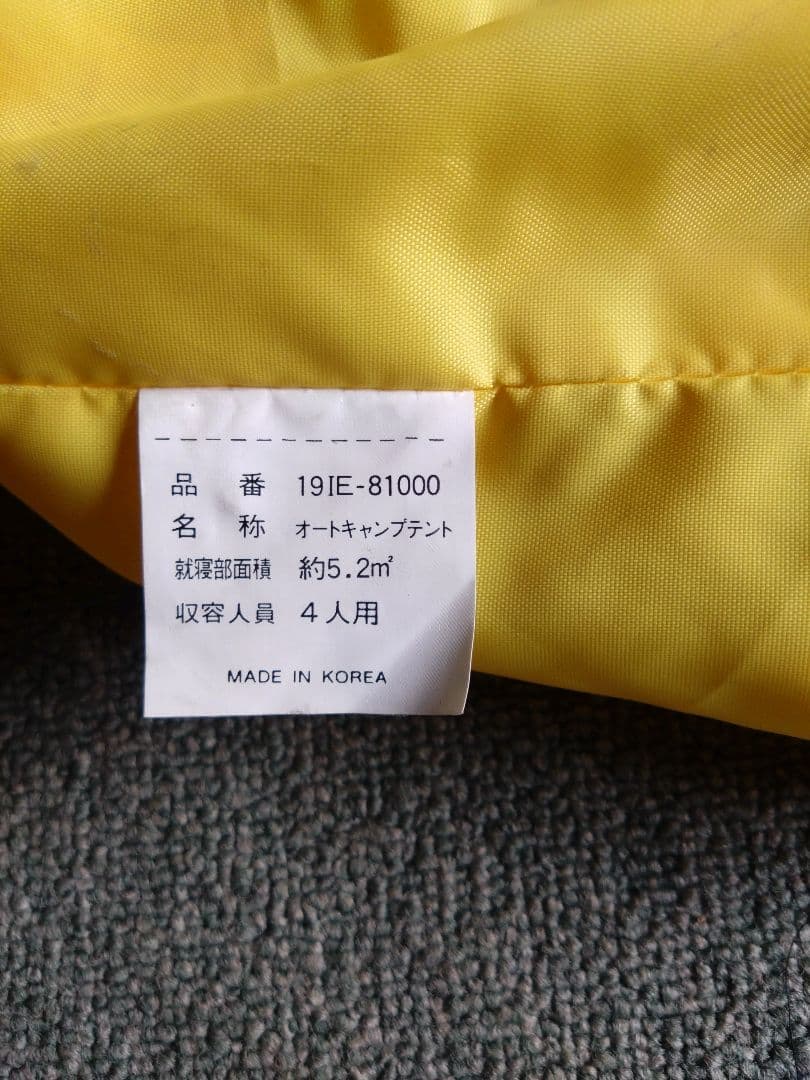 品番 19IE-81000
名称 オートキャンプテント
就寝部面積 約5.2㎡
収容人員 4人用
MADE IN KOREA